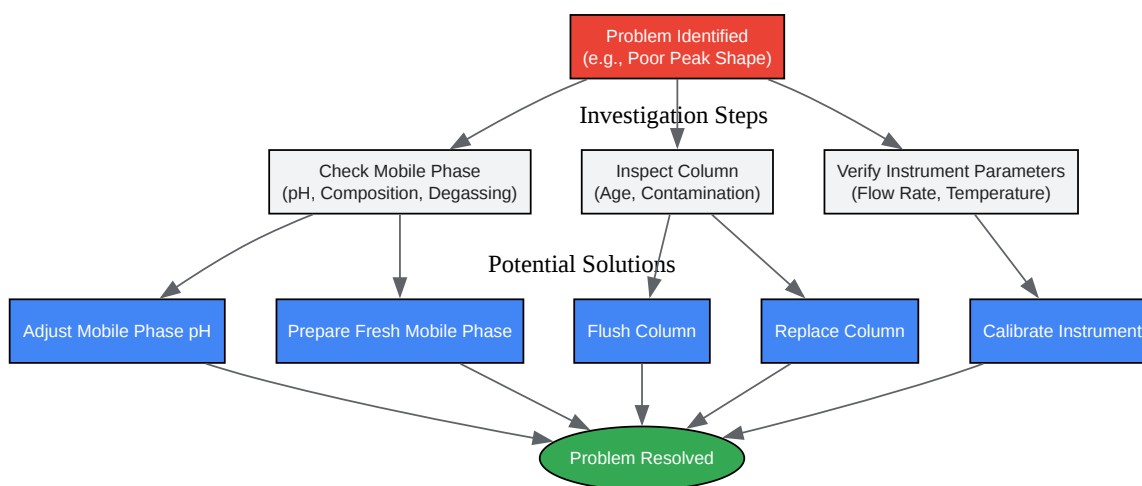 Problem Identified
(e.g., Poor Peak Shape)
Investigation Steps
Check Mobile Phase
(pH, Composition, Degassing)
Inspect Column
(Age, Contamination)
Verify Instrument Parameters
(Flow Rate, Temperature)
Potential Solutions
Adjust Mobile Phase pH
Prepare Fresh Mobile Phase
Flush Column
Replace Column
Calibrate Instrument
Problem Resolved